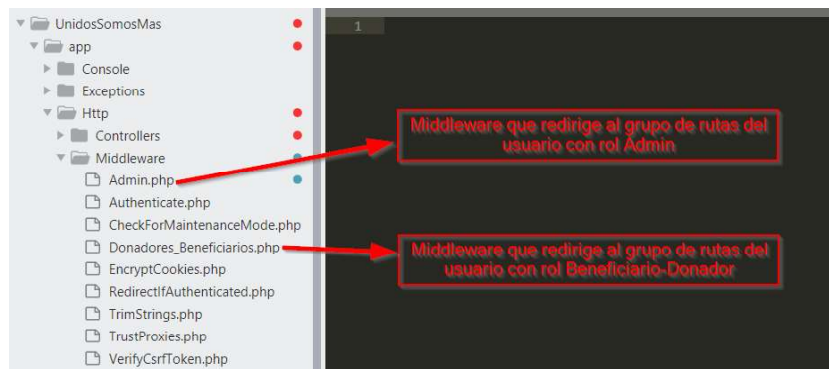 UnidosSomosMas
app
Console
Exceptions
Http
Controllers
Middleware
Admin.php
Authenticate.php
CheckForMaintenanceMode.php
Donadores_Beneficiarios.php
EncryptCookies.php
RedirectIfAuthenticated.php
TrimStrings.php
TrustProxies.php
VerifyCsrfToken.php
1
Middleware que redirige al grupo de rutas del
usuario con rol Admin
Middleware que redirige al grupo de rutas del
usuario con rol Beneficiario-Donador